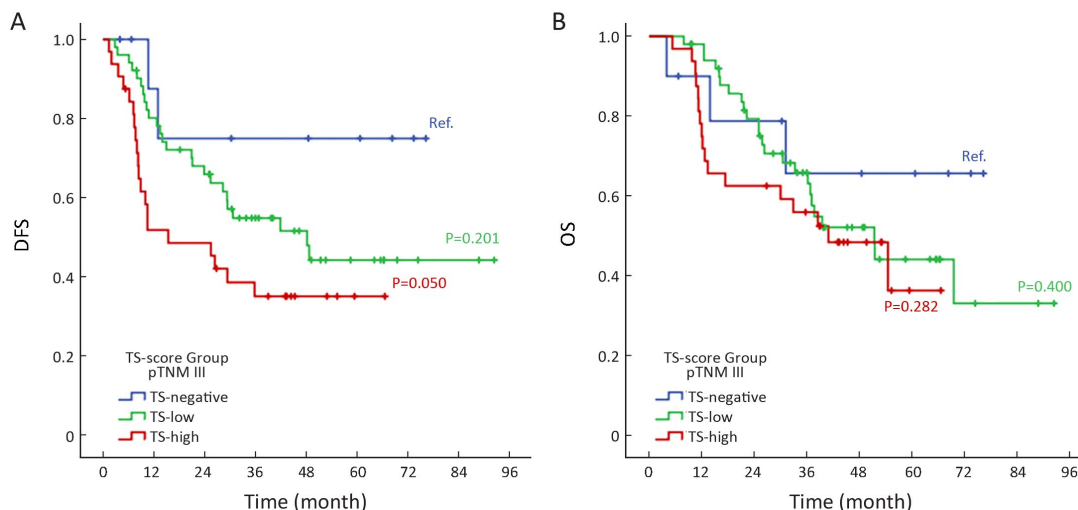 A
1.0
0.8
0.6
0.4
0.2
0
DFS
Ref.
P=0.201
P=0.050
TS-score Group
pTNM III
TS-negative
TS-low
TS-high
0 12 24 36 48 60 72 84 96
Time (month)
B
1.0
0.8
0.6
0.4
0.2
0
OS
Ref.
P=0.400
P=0.282
TS-score Group
pTNM III
TS-negative
TS-low
TS-high
0 12 24 36 48 60 72 84 96
Time (month)